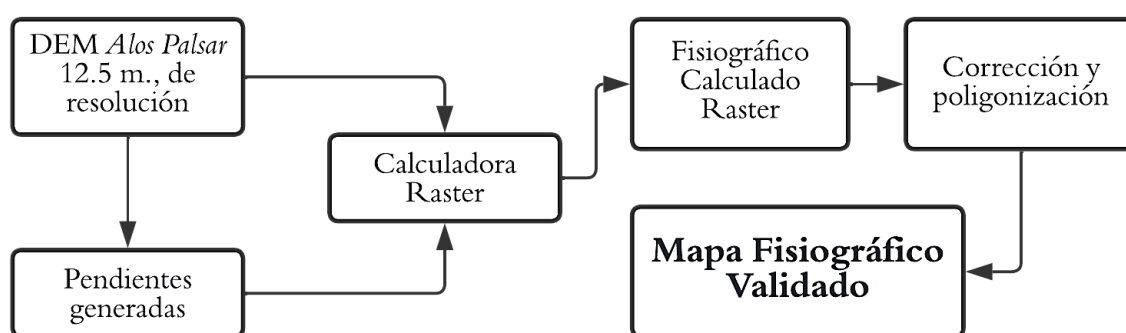 DEM Alos Palsar
12.5 m., de
resolución
Pendientes
generadas
Calculadora
Raster
Fisiográfico
Calculado
Raster
Corrección y
poligonización
Mapa Fisiográfico
Validado